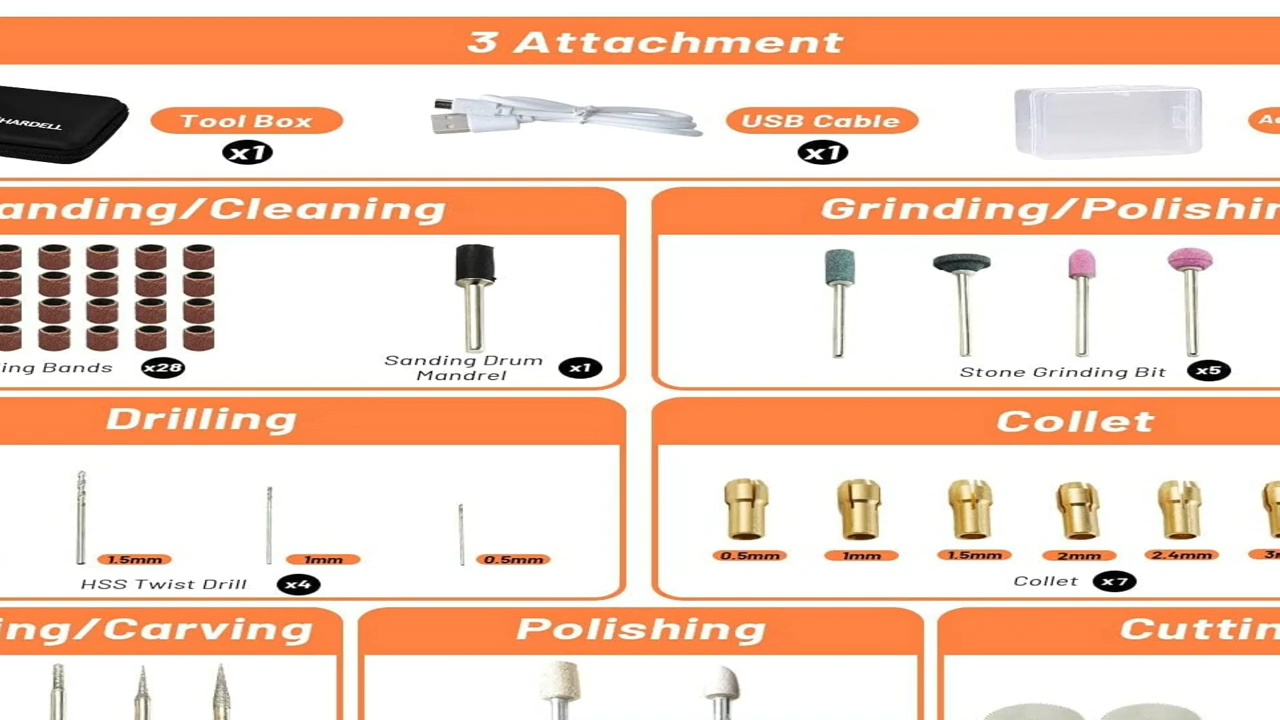 3 Attachment
HARDELL
Tool Box
x1
USB Cable
x1
Ac
anding/Cleaning
Grinding/Polishin
ing Bands
x28
Sanding Drum
Mandrel
x1
Stone Grinding Bit
x5
Drilling
Collet
1.5mm
1mm
0.5mm
HSS Twist Drill
x4
0.5mm
1mm
1.5mm
2mm
2.4mm
3m
Collet
x7
ing/Carving
Polishing
Cuttin